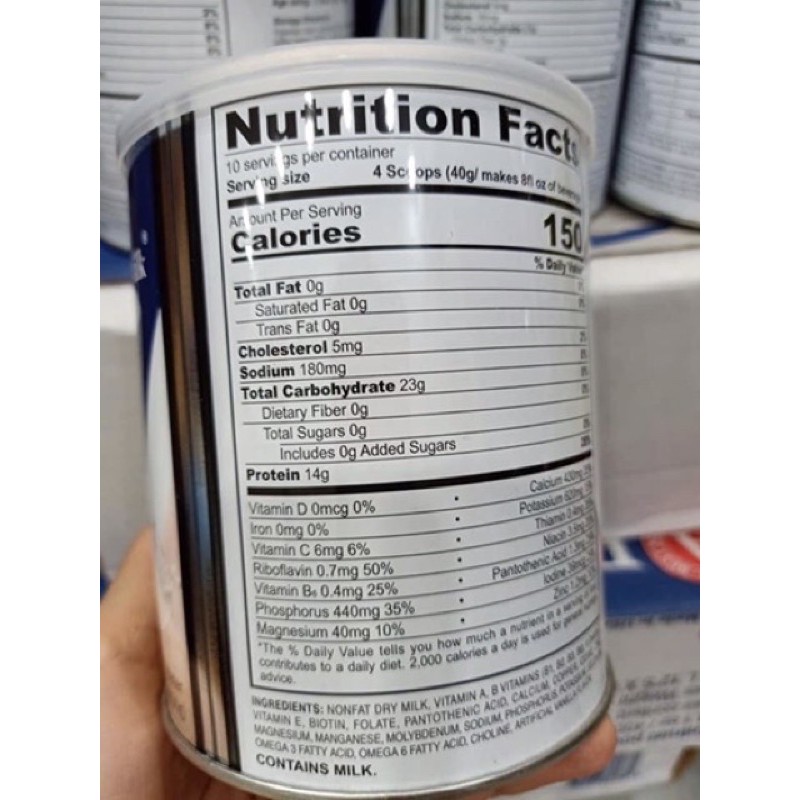 Nutrition Facts
10 servings per container
Serving size 4 Scoops (40g/ makes 8fl oz of
Amount Per Serving
Calories 150
% Daily
Total Fat 0g
Saturated Fat 0g
Trans Fat 0g
Cholesterol 5mg
Sodium 180mg
Total Carbohydrate 23g
Dietary Fiber 0g
Total Sugars 0g
Includes 0g Added Sugars
Protein 14g
Vitamin D 0mcg 0% • Calcium
Iron 0mg 0% • Potassium
Vitamin C 6mg 6% • Thiamin
Riboflavin 0.7mg 50% • Niacin
Vitamin B₆ 0.4mg 25% • Pantothenic Acid
Phosphorus 440mg 35% • Iodine
Magnesium 40mg 10% • Zinc
*The % Daily Value tells you how much a nutrient in a serving of
contributes to a daily diet. 2,000 calories a day is used for general
advice.
INGREDIENTS: NONFAT DRY MILK, VITAMIN A, B VITAMINS
VITAMIN E, BIOTIN, FOLATE, PANTOTHENIC ACID, CALCIUM, COPPER,
MAGNESIUM, MANGANESE, MOLYBDENUM, SODIUM, PHOSPHORUS,
OMEGA 3 FATTY ACID, OMEGA 6 FATTY ACID, CHOLINE, ARTIFICIAL
CONTAINS MILK.